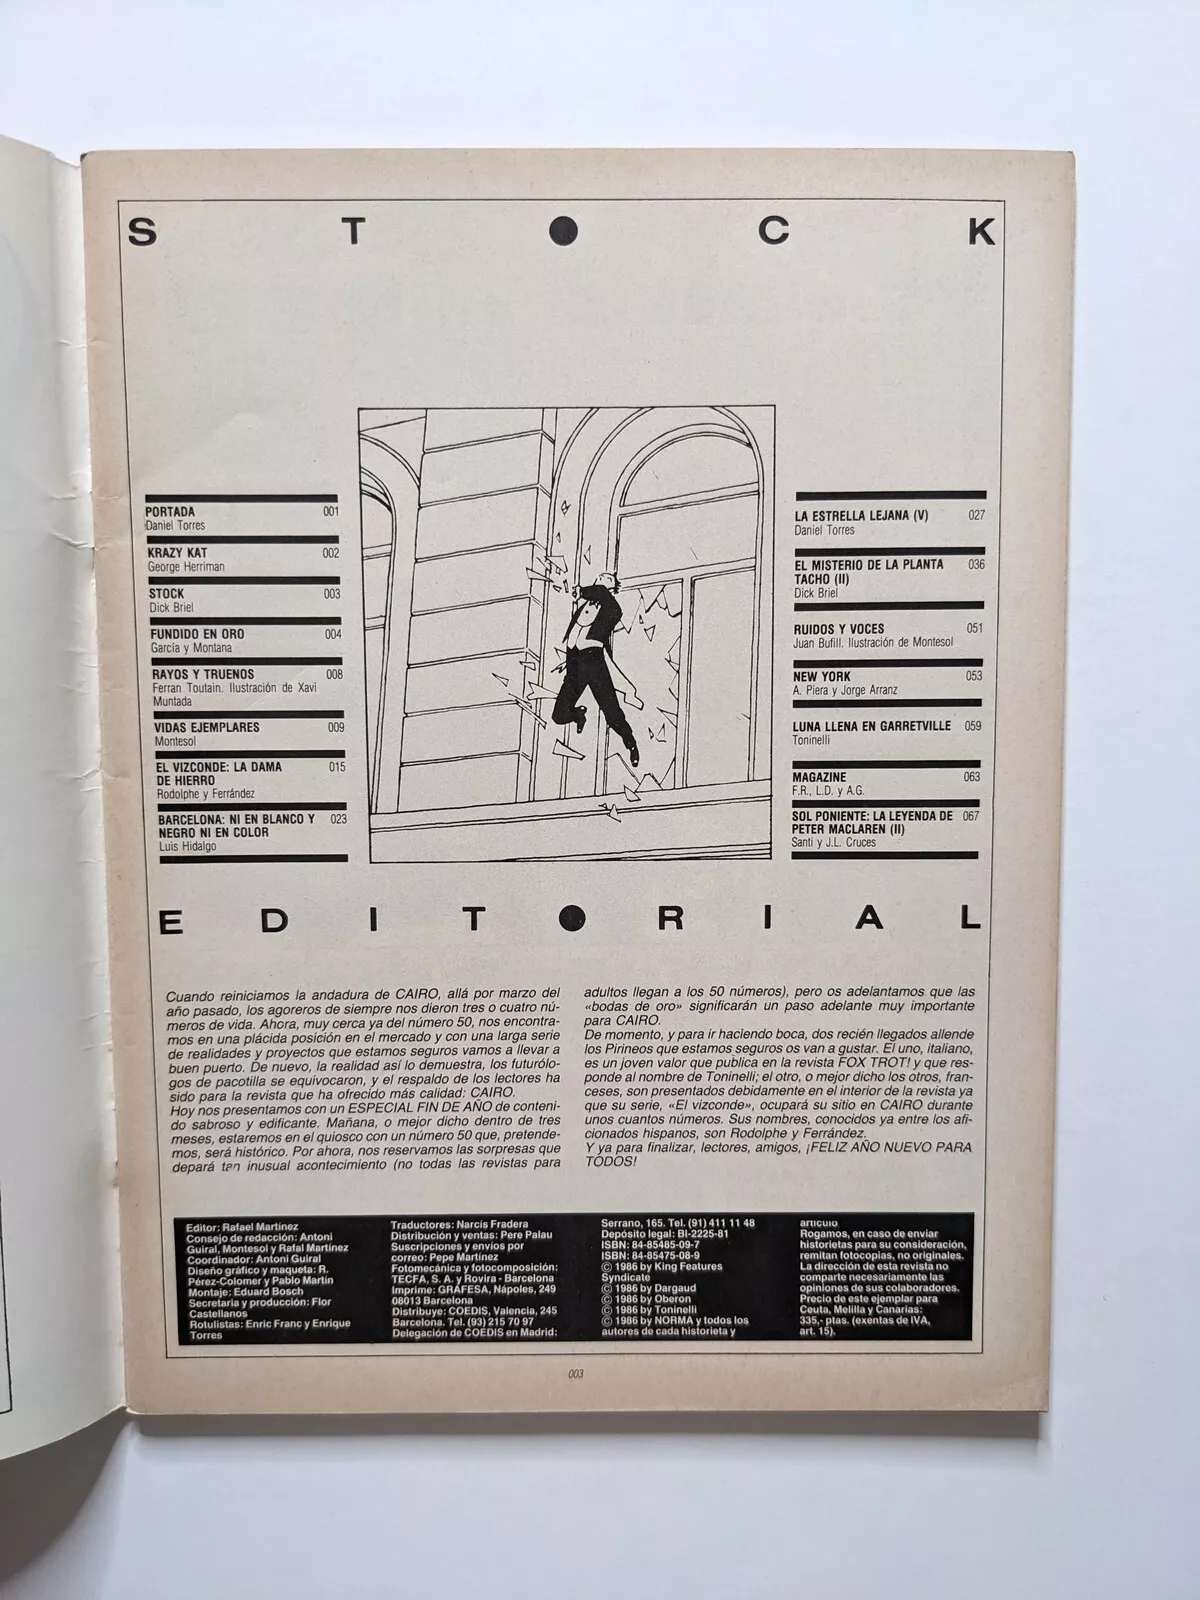 STOCK
PORTADA 001
Daniel Torres
KRAZY KAT 002
George Herriman
STOCK 003
Dick Briel
FUNDIDO EN ORO 004
García y Montana
RAYOS Y TRUENOS 008
Ferran Toutain. Ilustración de Xavi
Muntada
VIDAS EJEMPLARES 009
Montesol
EL VIZCONDE: LA DAMA 015
DE HIERRO
Rodolphe y Ferrández
BARCELONA: NI EN BLANCO Y 023
NEGRO NI EN COLOR
Luis Hidalgo
LA ESTRELLA LEJANA (V) 027
Daniel Torres
EL MISTERIO DE LA PLANTA 036
TACHO (II)
Dick Briel
RUIDOS Y VOCES 051
Juan Bufill. Ilustración de Montesol
NEW YORK 053
A. Piera y Jorge Arranz
LUNA LLENA EN GARRETVILLE 059
Toninelli
MAGAZINE 063
F.R., L.D. y A.G.
SOL PONIENTE: LA LEYENDA DE 067
PETER MACLAREN (II)
Santi y J.L. Cruces
EDITORIAL
Cuando reiniciamos la andadura de CAIRO, allá por marzo del
año pasado, los agoreros de siempre nos dieron tres o cuatro nú-
meros de vida. Ahora, muy cerca ya del número 50, nos encontra-
mos en una plácida posición en el mercado y con una larga serie
de realidades y proyectos que estamos seguros vamos a llevar a
buen puerto. De nuevo, la realidad así lo demuestra, los futurólo-
gos de pacotilla se equivocaron, y el respaldo de los lectores ha
sido para la revista que ha ofrecido más calidad: CAIRO.
Hoy nos presentamos con un ESPECIAL FIN DE AÑO de conteni-
do sabroso y edificante. Mañana, o mejor dicho dentro de tres
meses, estaremos en el quiosco con un número 50 que, pretende-
mos, será histórico. Por ahora, nos reservamos las sorpresas que
depará tan inusual acontecimiento (no todas las revistas para
adultos llegan a los 50 números), pero os adelantamos que las
«bodas de oro» significarán un paso adelante muy importante
para CAIRO.
De momento, y para ir haciendo boca, dos recién llegados allende
los Pirineos que estamos seguros os van a gustar. El uno, italiano,
es un joven valor que publica en la revista FOX TROT! y que res-
ponde al nombre de Toninelli; el otro, o mejor dicho los otros, fran-
ceses, son presentados debidamente en el interior de la revista ya
que su serie, «El vizconde», ocupará su sitio en CAIRO durante
unos cuantos números. Sus nombres, conocidos ya entre los afi-
cionados hispanos, son Rodolphe y Ferrández.
Y ya para finalizar, lectores, amigos, ¡FELIZ AÑO NUEVO PARA
TODOS!
Editor: Rafael Martínez
Consejo de redacción: Antoni
Guiral, Montesol y Rafal Martínez
Coordinador: Antoni Guiral
Diseño gráfico y maqueta: R.
Pérez-Colomer y Pablo Martín
Montaje: Eduard Bosch
Secretaria y producción: Flor
Castellanos
Rotulistas: Enric Franc y Enrique
Torres
Traductores: Narcís Fradera
Distribución y ventas: Pere Palau
Suscripciones y envíos por
correo: Pepe Martínez
Fotomecánica y fotocomposición:
TECFA, S. A. y Rovira - Barcelona
Imprime: GRAFESA, Nápoles, 249
08013 Barcelona
Distribuye: COEDIS, Valencia, 245
Barcelona. Tel. (93) 215 70 97
Delegación de COEDIS en Madrid:
Serrano, 165. Tel. (91) 411 11 48
Depósito legal: BI-2225-81
ISBN: 84-85485-09-7
ISBN: 84-85475-08-9
© 1986 by King Features
Syndicate
© 1986 by Dargaud
© 1986 by Oberon
© 1986 by Toninelli
© 1986 by NORMA y todos los
autores de cada historieta y
artículo
Rogamos, en caso de enviar
historietas para su consideración,
remitan fotocopias, no originales.
La dirección de esta revista no
comparte necesariamente las
opiniones de sus colaboradores.
Precio de este ejemplar para
Ceuta, Melilla y Canarias:
335,- ptas. (exentas de IVA,
art. 15).
003